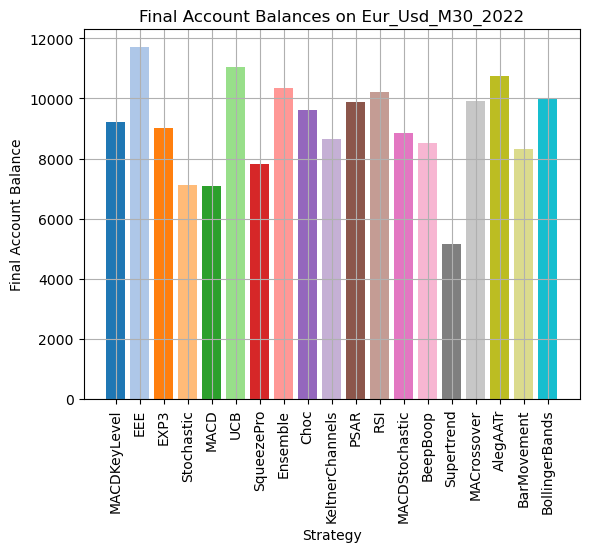 Final Account Balances on Eur_Usd_M30_2022
Final Account Balance
12000
10000
8000
6000
4000
2000
0
MACDKeyLevel
EEE
EXP3
Stochastic
MACD
UCB
SqueezePro
Ensemble
Choc
KeltnerChannels
PSAR
RSI
MACDStochastic
BeepBoop
Supertrend
MACrossover
AlegAATr
BarMovement
BollingerBands
Strategy